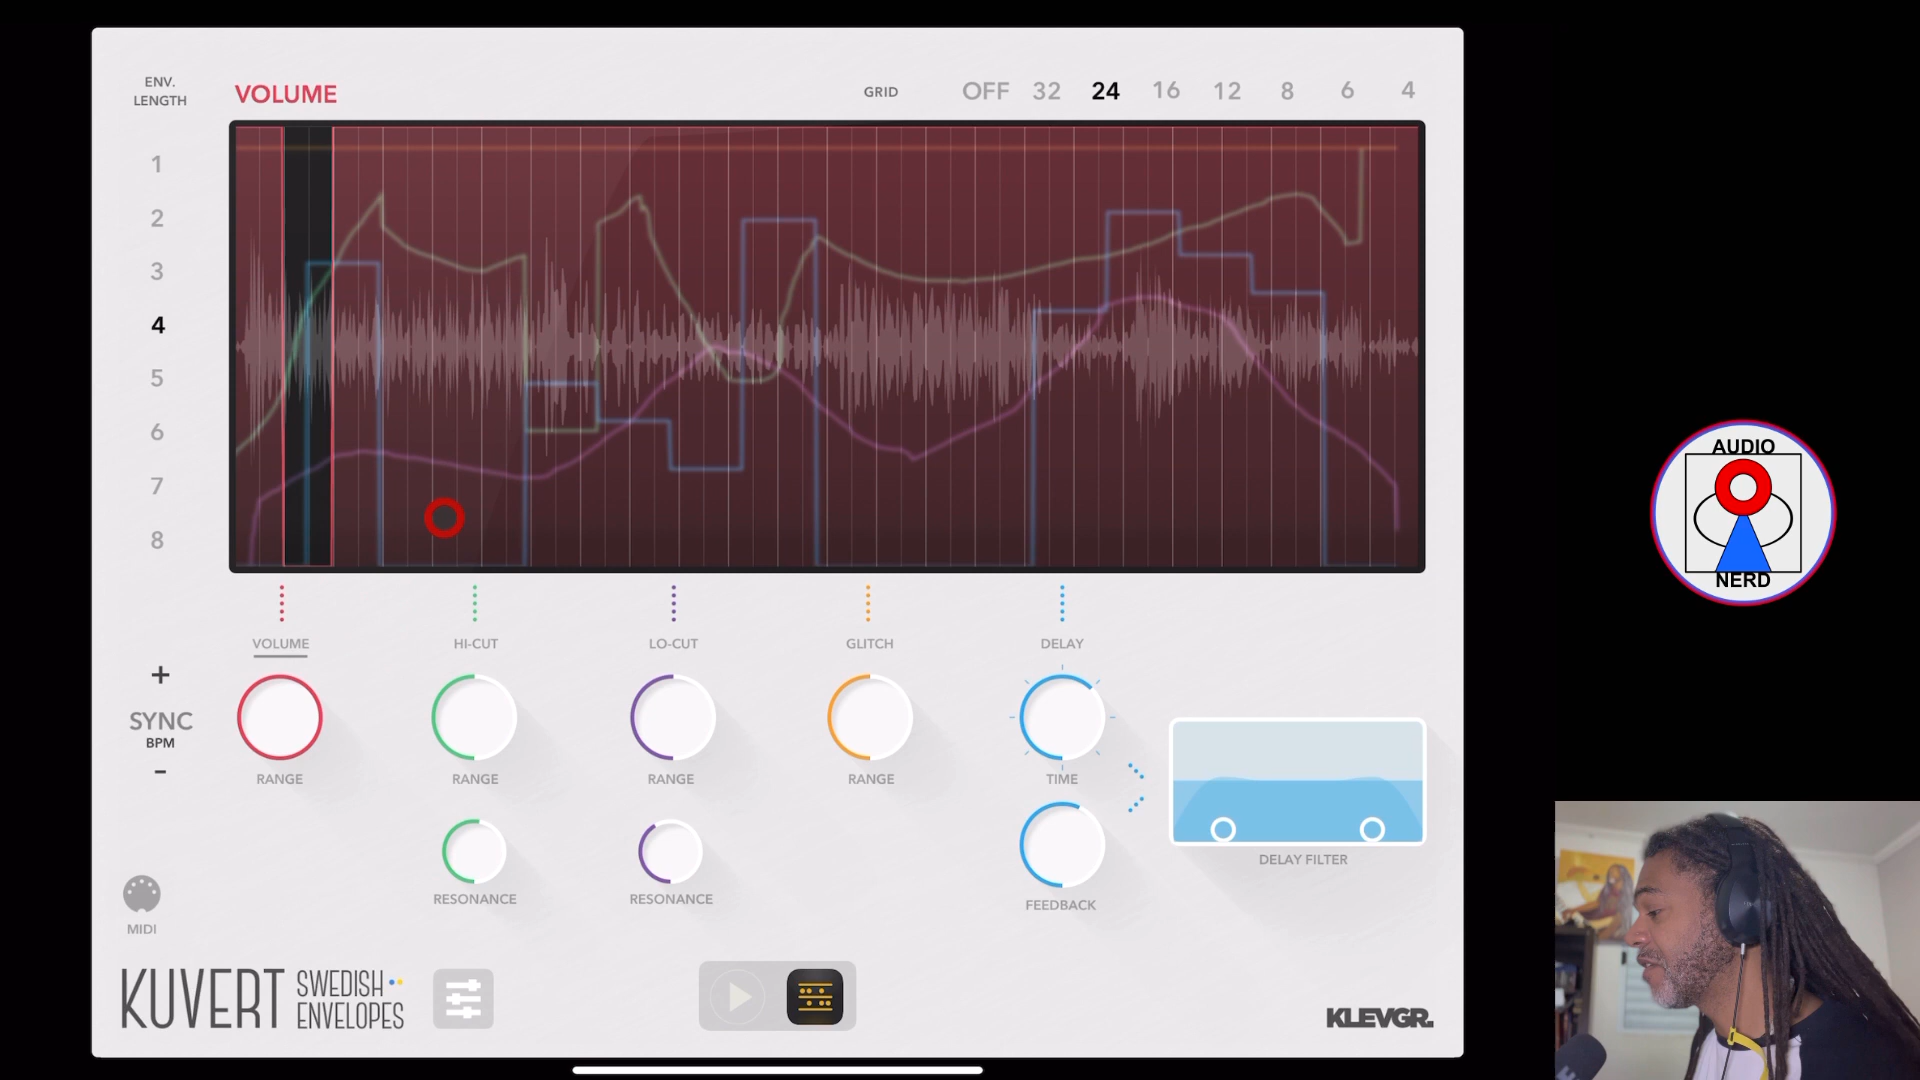 ENV.
LENGTH
VOLUME
GRID
OFF 32 24 16 12 8 6 4
1
2
3
4
5
6
7
8
VOLUME
HI-CUT
LO-CUT
GLITCH
DELAY
+
SYNC
BPM
-
RANGE
RANGE
RANGE
RANGE
TIME
RESONANCE
RESONANCE
FEEDBACK
DELAY FILTER
MIDI
KUVERT
SWEDISH
ENVELOPES
KLEVGR.
AUDIO
NERD